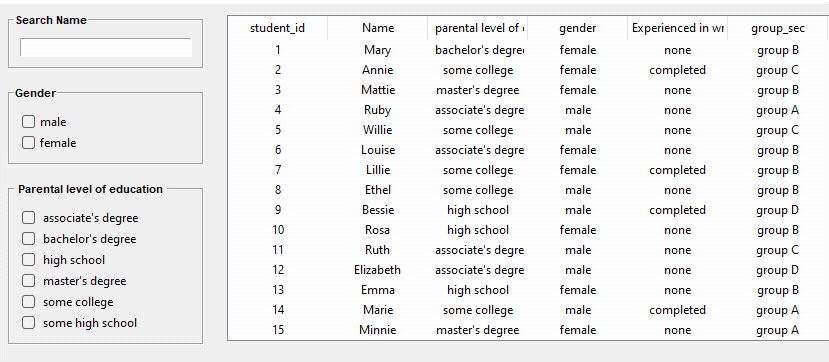 Search Name
Gender
male
female
Parental level of education
associate's degree
bachelor's degree
high school
master's degree
some college
some high school
student_id Name parental level of e gender Experienced in wr group_sec
1 Mary bachelor's degree female none group B
2 Annie some college female completed group C
3 Mattie master's degree female none group B
4 Ruby associate's degre male none group A
5 Willie some college male none group C
6 Louise associate's degre female none group B
7 Lillie some college female completed group B
8 Ethel some college male none group B
9 Bessie high school male completed group D
10 Rosa high school female none group B
11 Ruth associate's degre male none group C
12 Elizabeth associate's degre male none group D
13 Emma high school female none group B
14 Marie some college male completed group A
15 Minnie master's degree female none group A